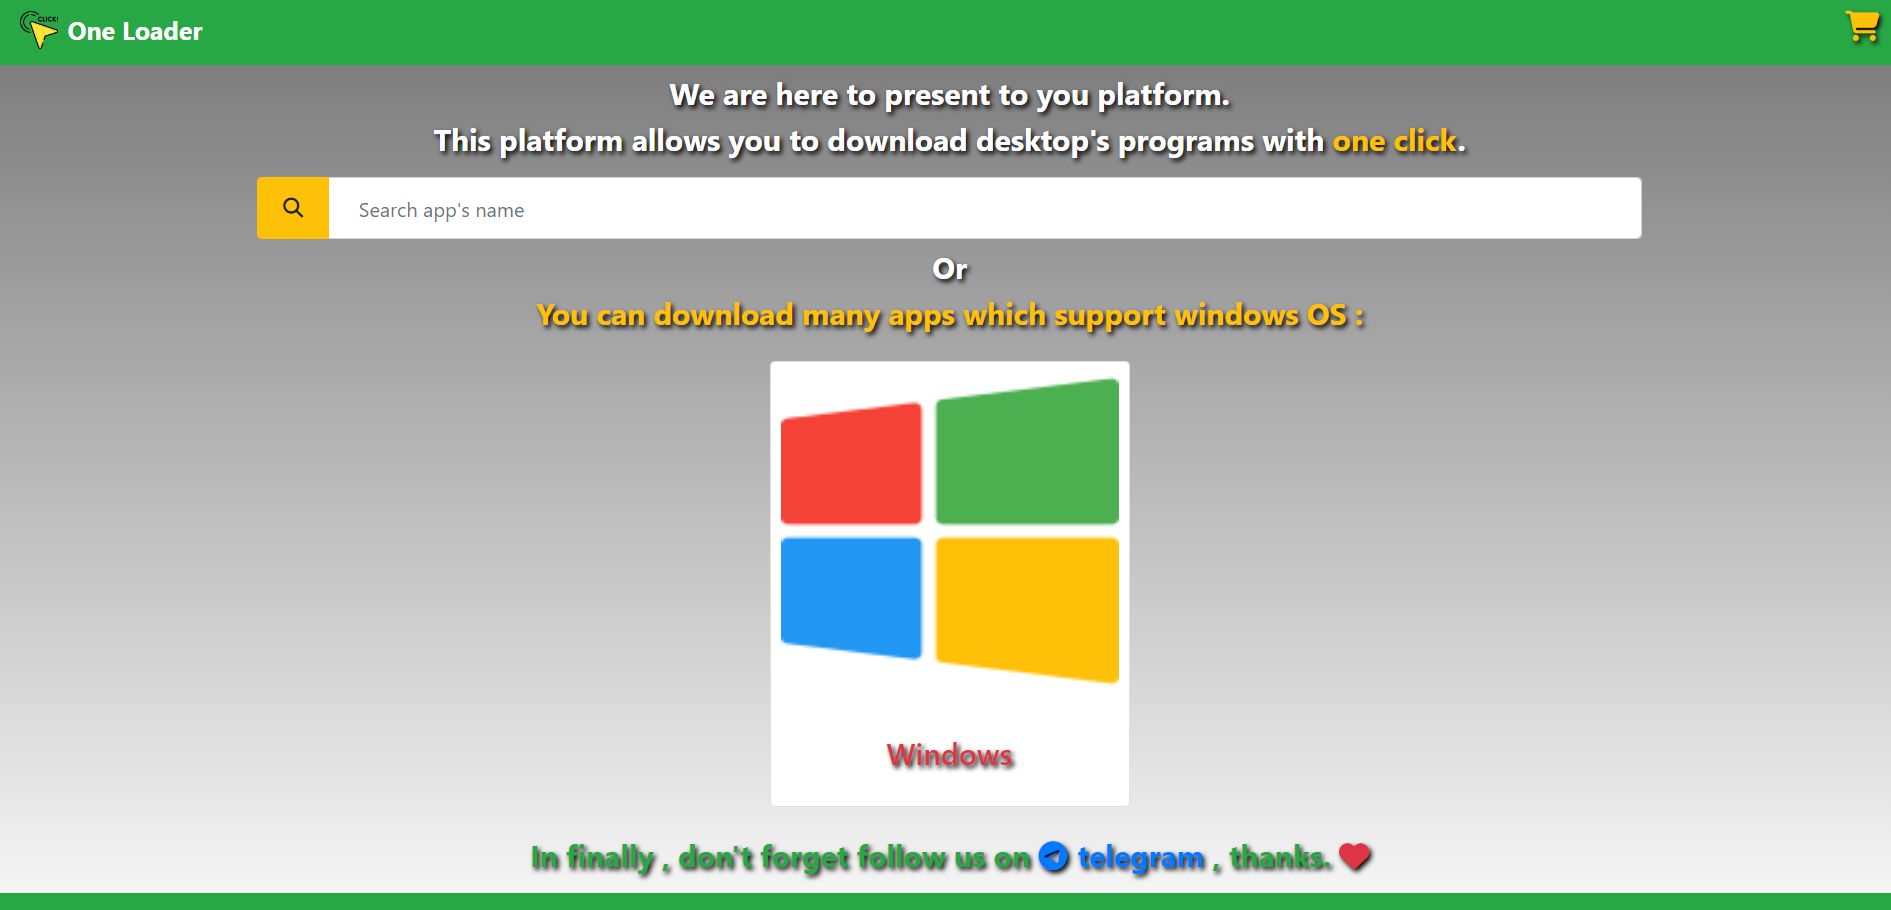 CLICK!
One Loader
We are here to present to you platform.
This platform allows you to download desktop's programs with one click.
Search app's name
Or
You can download many apps which support windows OS :
Windows
In finally , don't forget follow us on telegram , thanks.